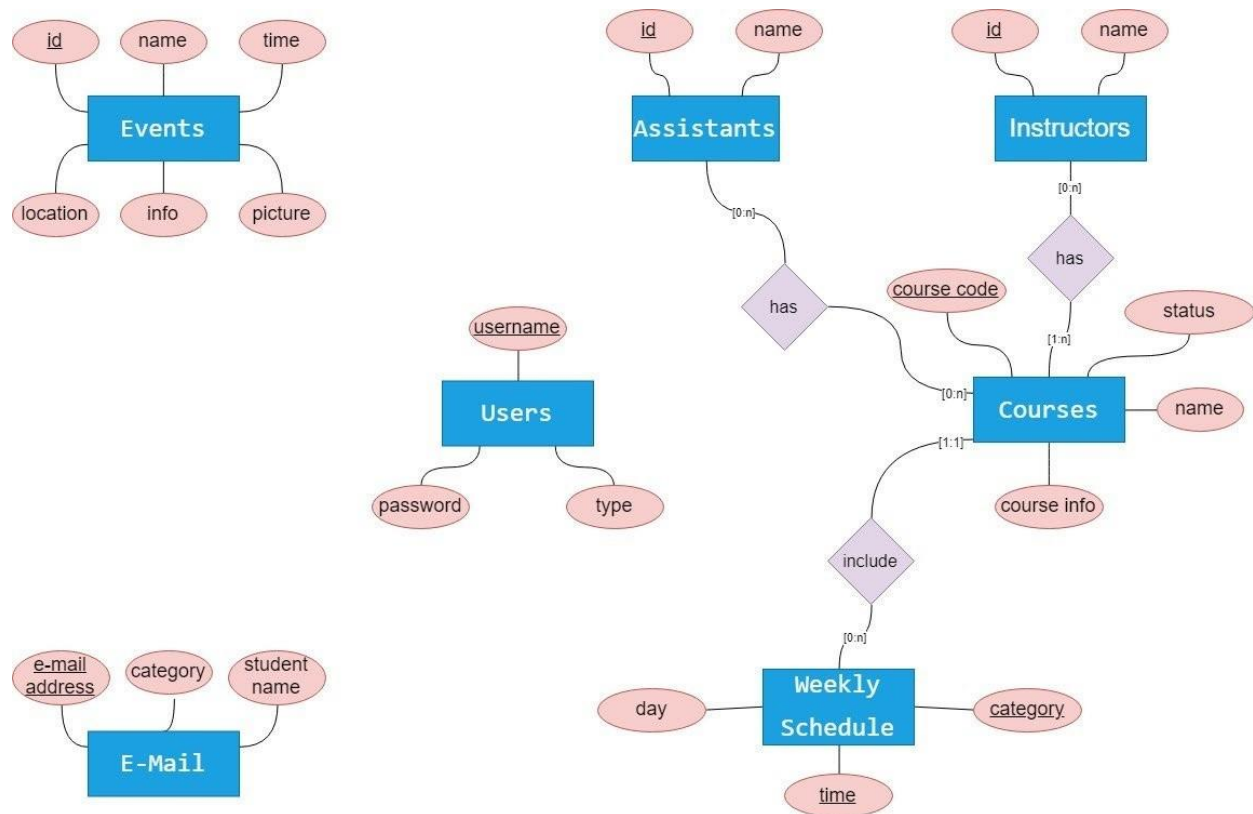 id
name
time
Events
location
info
picture
id
name
Assistants
id
name
Instructors
[0:n]
[0:n]
has
has
course code
status
[1:n]
[0:n]
Courses
name
[1:1]
course info
username
Users
password
type
include
[0:n]
Weekly
Schedule
day
category
time
e-mail
address
category
student
name
E-Mail